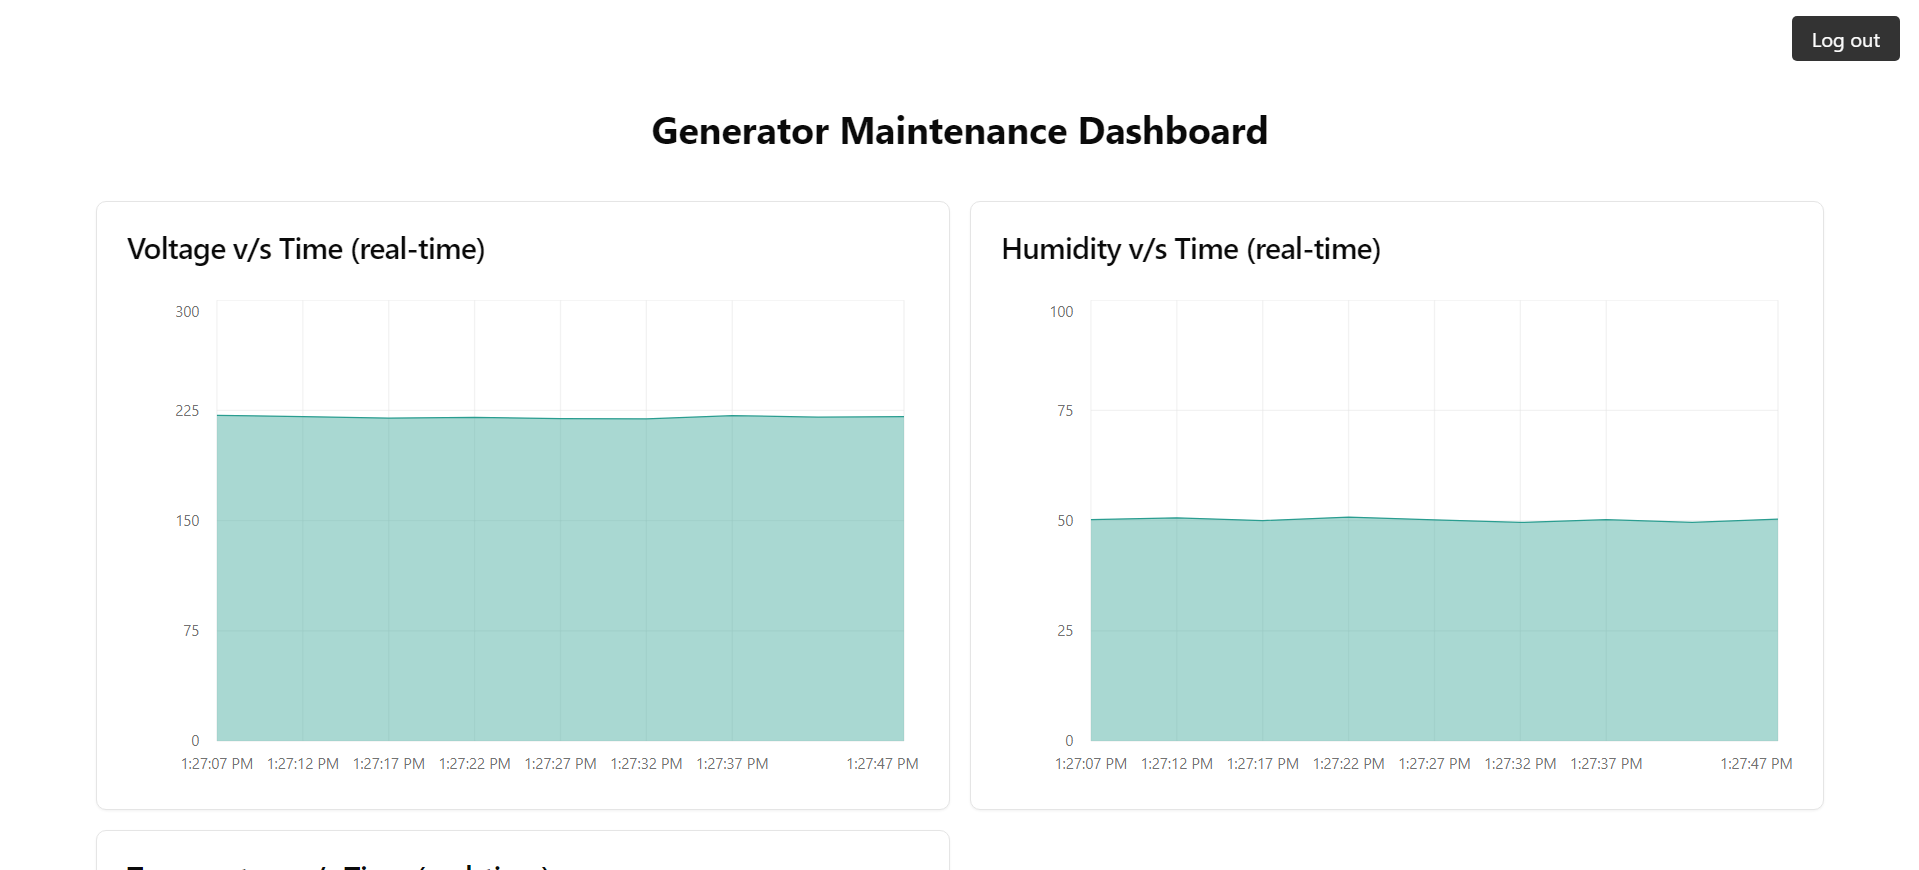 Log out
Generator Maintenance Dashboard
Voltage v/s Time (real-time)
300
225
150
75
0
1:27:07 PM 1:27:12 PM 1:27:17 PM 1:27:22 PM 1:27:27 PM 1:27:32 PM 1:27:37 PM 1:27:47 PM
Humidity v/s Time (real-time)
100
75
50
25
0
1:27:07 PM 1:27:12 PM 1:27:17 PM 1:27:22 PM 1:27:27 PM 1:27:32 PM 1:27:37 PM 1:27:47 PM